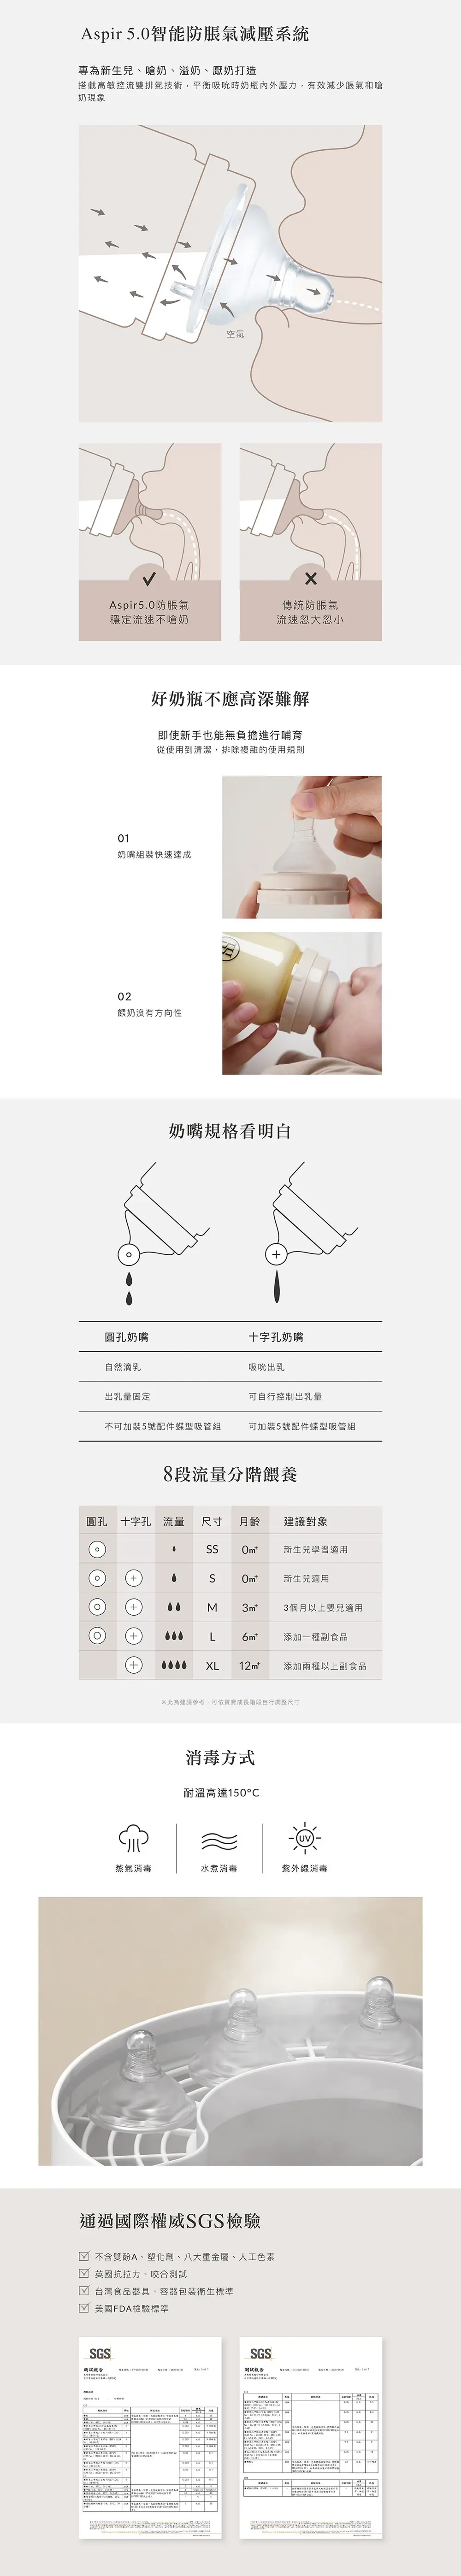 Aspir 5.0智能防脹氣減壓系統
專為新生兒、嗆奶、溢奶、厭奶打造
搭載高敏控流雙排氣技術，平衡吸吮時奶瓶內外壓力，有效減少脹氣和嗆
奶現象
空氣
Aspir5.0防脹氣
穩定流速不嗆奶
傳統防脹氣
流速忽大忽小
好奶瓶不應高深難解
即使新手也能無負擔進行哺育
從使用到清潔，排除複雜的使用規則
01
奶嘴組裝快速達成
02
餵奶沒有方向性
奶嘴規格看明白
圓孔奶嘴 十字孔奶嘴
自然滴乳 吸吮出乳
出乳量固定 可自行控制出乳量
不可加裝5號配件蝶型吸管組 可加裝5號配件蝶型吸管組
8段流量分階餵養
圓孔 十字孔 流量 尺寸 月齡 建議對象
SS 0m+ 新生兒學習適用
S 0m+ 新生兒適用
M 3m+ 3個月以上嬰兒適用
L 6m+ 添加一種副食品
XL 12m+ 添加兩種以上副食品
※此為建議參考，可依寶寶成長階段自行調整尺寸
消毒方式
耐溫高達150°C
UV
蒸氣消毒 水煮消毒 紫外線消毒
通過國際權威SGS檢驗
不含雙酚A、塑化劑、八大重金屬、人工色素
英國抗拉力、咬合測試
台灣食品器具、容器包裝衛生標準
美國FDA檢驗標準
SGS
測試報告
SGS
測試報告